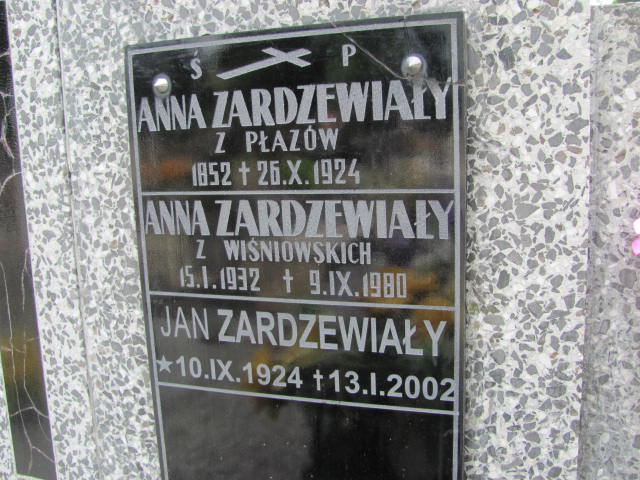 Ś P
ANNA ZARDZEWIAŁY
Z PŁAZÓW
1852 † 26.X.1924
ANNA ZARDZEWIAŁY
Z WIŚNIOWSKICH
15.I.1932 † 9.IX.1980
JAN ZARDZEWIAŁY
★10.IX.1924 †13.I.2002